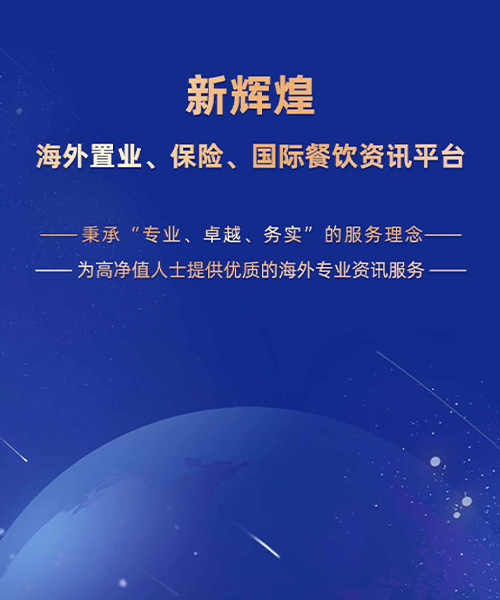 新辉煌
海外置业、保险、国际餐饮资讯平台
—— 秉承“专业、卓越、务实”的服务理念——
—— 为高净值人士提供优质的海外专业资讯服务 ——